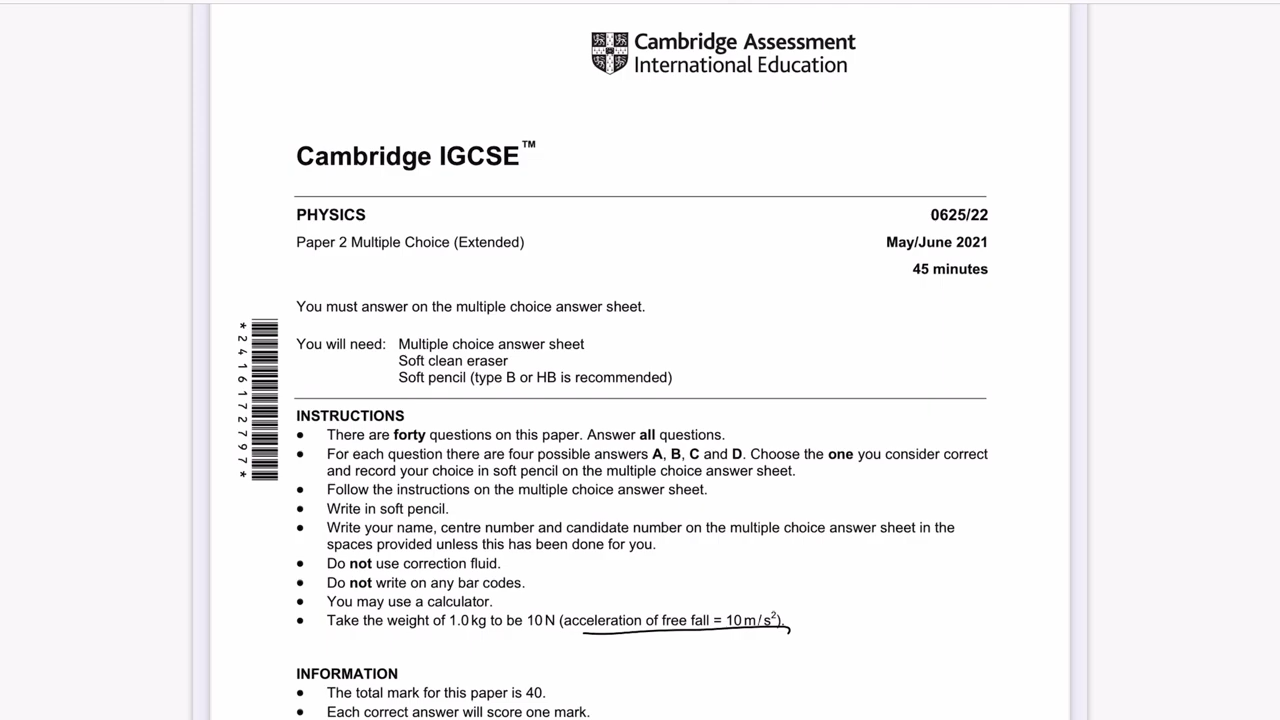 Cambridge Assessment
International Education
Cambridge IGCSE™
PHYSICS 0625/22
Paper 2 Multiple Choice (Extended) May/June 2021
45 minutes
You must answer on the multiple choice answer sheet.
You will need: Multiple choice answer sheet
Soft clean eraser
Soft pencil (type B or HB is recommended)
*2416172797*
INSTRUCTIONS
● There are forty questions on this paper. Answer all questions.
● For each question there are four possible answers A, B, C and D. Choose the one you consider correct
and record your choice in soft pencil on the multiple choice answer sheet.
● Follow the instructions on the multiple choice answer sheet.
● Write in soft pencil.
● Write your name, centre number and candidate number on the multiple choice answer sheet in the
spaces provided unless this has been done for you.
● Do not use correction fluid.
● Do not write on any bar codes.
● You may use a calculator.
● Take the weight of 1.0 kg to be 10 N (acceleration of free fall = 10 m/s²).
INFORMATION
● The total mark for this paper is 40.
● Each correct answer will score one mark.